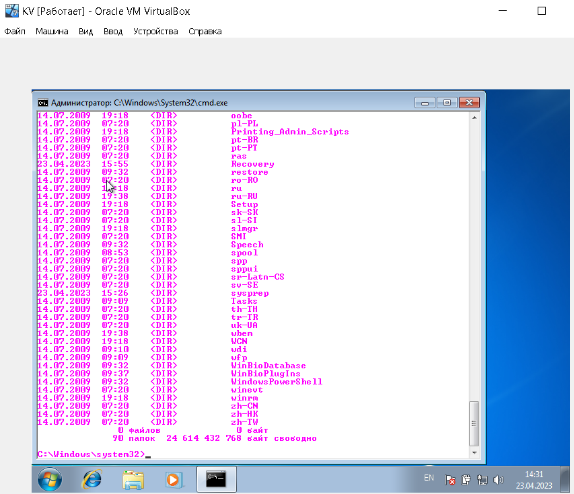 KV [Работает] - Oracle VM VirtualBox
Файл Машина Вид Ввод Устройства Справка
Администратор: C:\Windows\System32\cmd.exe
14.07.2009 19:18 <DIR> oobe
14.07.2009 07:20 <DIR> pl-PL
14.07.2009 19:18 <DIR> Printing_Admin_Scripts
14.07.2009 07:20 <DIR> pt-BR
14.07.2009 07:20 <DIR> pt-PT
14.07.2009 07:20 <DIR> ras
23.04.2023 15:55 <DIR> Recovery
14.07.2009 09:32 <DIR> restore
14.07.2009 07:20 <DIR> ro-RO
14.07.2009 19:18 <DIR> ru
14.07.2009 19:38 <DIR> ru-RU
14.07.2009 19:18 <DIR> Setup
14.07.2009 07:20 <DIR> sk-SK
14.07.2009 07:20 <DIR> sl-SI
14.07.2009 19:18 <DIR> slmgr
14.07.2009 07:20 <DIR> SMI
14.07.2009 09:32 <DIR> Speech
14.07.2009 08:53 <DIR> spool
14.07.2009 07:20 <DIR> spp
14.07.2009 07:20 <DIR> sppui
14.07.2009 07:20 <DIR> sr-Latn-CS
14.07.2009 07:20 <DIR> sv-SE
23.04.2023 15:26 <DIR> sysprep
14.07.2009 09:09 <DIR> Tasks
14.07.2009 07:20 <DIR> th-TH
14.07.2009 07:20 <DIR> tr-TR
14.07.2009 07:20 <DIR> uk-UA
14.07.2009 19:38 <DIR> wbem
14.07.2009 19:18 <DIR> WCN
14.07.2009 09:10 <DIR> wdi
14.07.2009 09:09 <DIR> wfp
14.07.2009 09:32 <DIR> WinBioDatabase
14.07.2009 09:37 <DIR> WinBioPlugIns
14.07.2009 09:32 <DIR> WindowsPowerShell
14.07.2009 07:20 <DIR> winevt
14.07.2009 19:18 <DIR> winrm
14.07.2009 07:20 <DIR> zh-CN
14.07.2009 07:20 <DIR> zh-HK
14.07.2009 07:20 <DIR> zh-TW
0 файлов 0 байт
90 папок 24 614 432 768 байт свободно
C:\Windows\system32>_
EN
14:31
23.04.2023